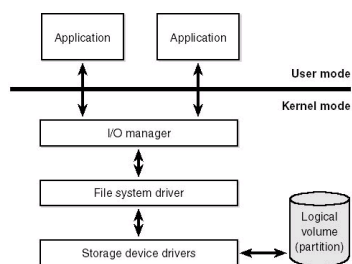 Application
Application
User mode
Kernel mode
I/O manager
File system driver
Logical
volume
(partition)
Storage device drivers